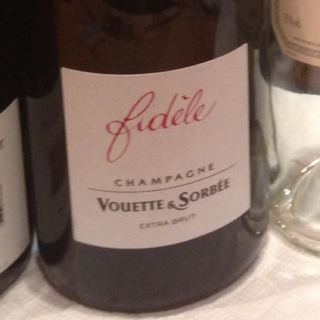 fidèle
CHAMPAGNE
VOUETTE & SORBÉE
EXTRA BRUT